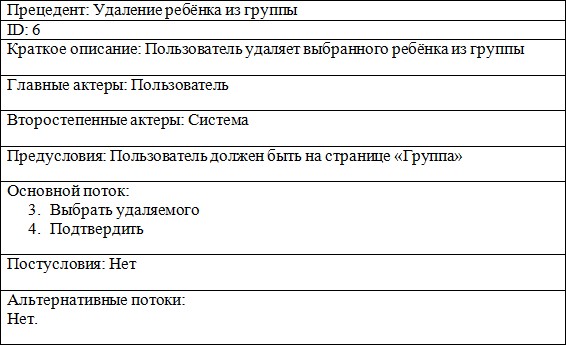 Прецедент: Удаление ребёнка из группы
ID: 6
Краткое описание: Пользователь удаляет выбранного ребёнка из группы
Главные актеры: Пользователь
Второстепенные актеры: Система
Предусловия: Пользователь должен быть на странице «Группа»
Основной поток:
3. Выбрать удаляемого
4. Подтвердить
Постусловия: Нет
Альтернативные потоки:
Нет.